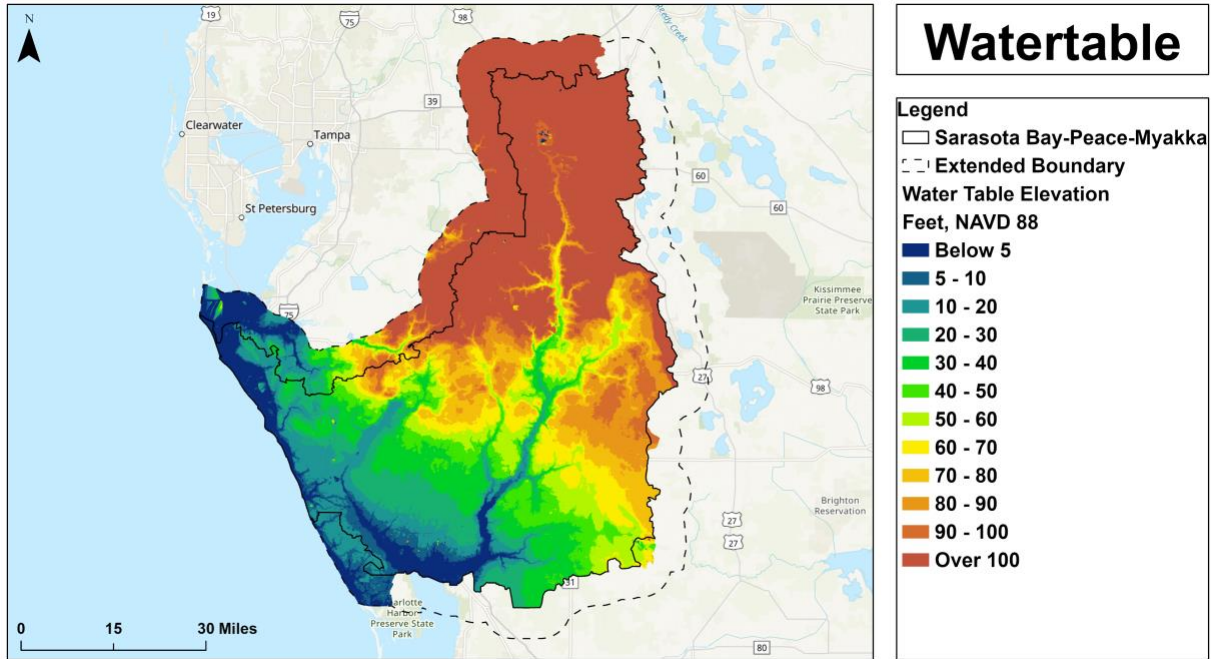 N
19
75
98
Reedy Creek
39
Clearwater
Tampa
60
60
St Petersburg
75
Kissimmee
Prairie Preserve
State Park
27
98
Brighton
Reservation
27
27
31
arlotte
Harbor
Preserve State
Park
80
0 15 30 Miles
Watertable
Legend
Sarasota Bay-Peace-Myakka
Extended Boundary
Water Table Elevation
Feet, NAVD 88
Below 5
5 - 10
10 - 20
20 - 30
30 - 40
40 - 50
50 - 60
60 - 70
70 - 80
80 - 90
90 - 100
Over 100